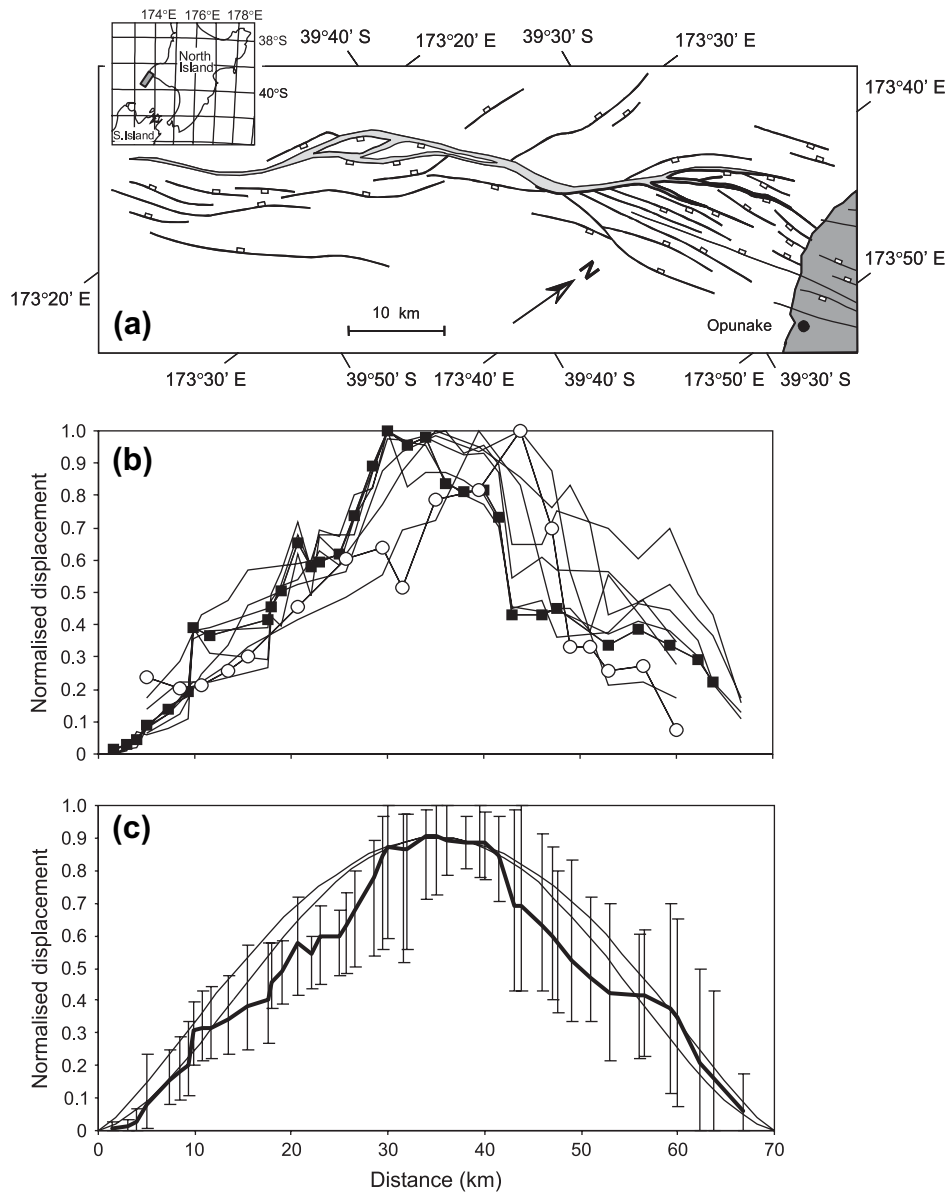 174°E 176°E 178°E
38°S
North
Island
40°S
S.Island
39°40' S
173°20' E
39°30' S
173°30' E
173°40' E
173°50' E
173°20' E
N
(a)
10 km
Opunake
173°30' E
39°50' S
173°40' E
39°40' S
173°50' E
39°30' S
(b)
Normalised displacement
1.0
0.9
0.8
0.7
0.6
0.5
0.4
0.3
0.2
0.1
0
(c)
Normalised displacement
1.0
0.9
0.8
0.7
0.6
0.5
0.4
0.3
0.2
0.1
0
0 10 20 30 40 50 60 70
Distance (km)